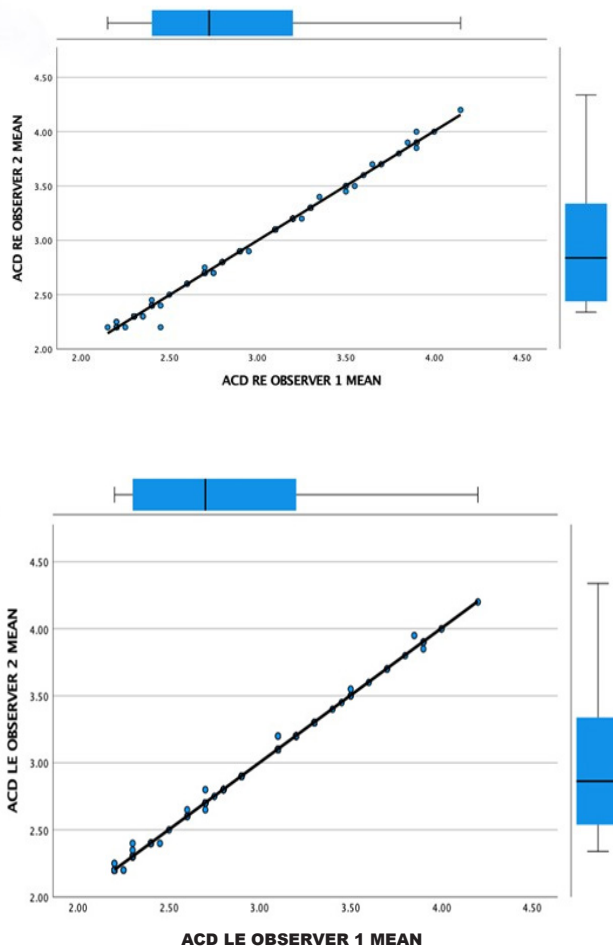 4.50
4.00
3.50
3.00
2.50
2.00
ACD RE OBSERVER 2 MEAN
2.00 2.50 3.00 3.50 4.00 4.50
ACD RE OBSERVER 1 MEAN
4.50
4.00
3.50
3.00
2.50
2.00
ACD LE OBSERVER 2 MEAN
2.00 2.50 3.00 3.50 4.00 4.50
ACD LE OBSERVER 1 MEAN